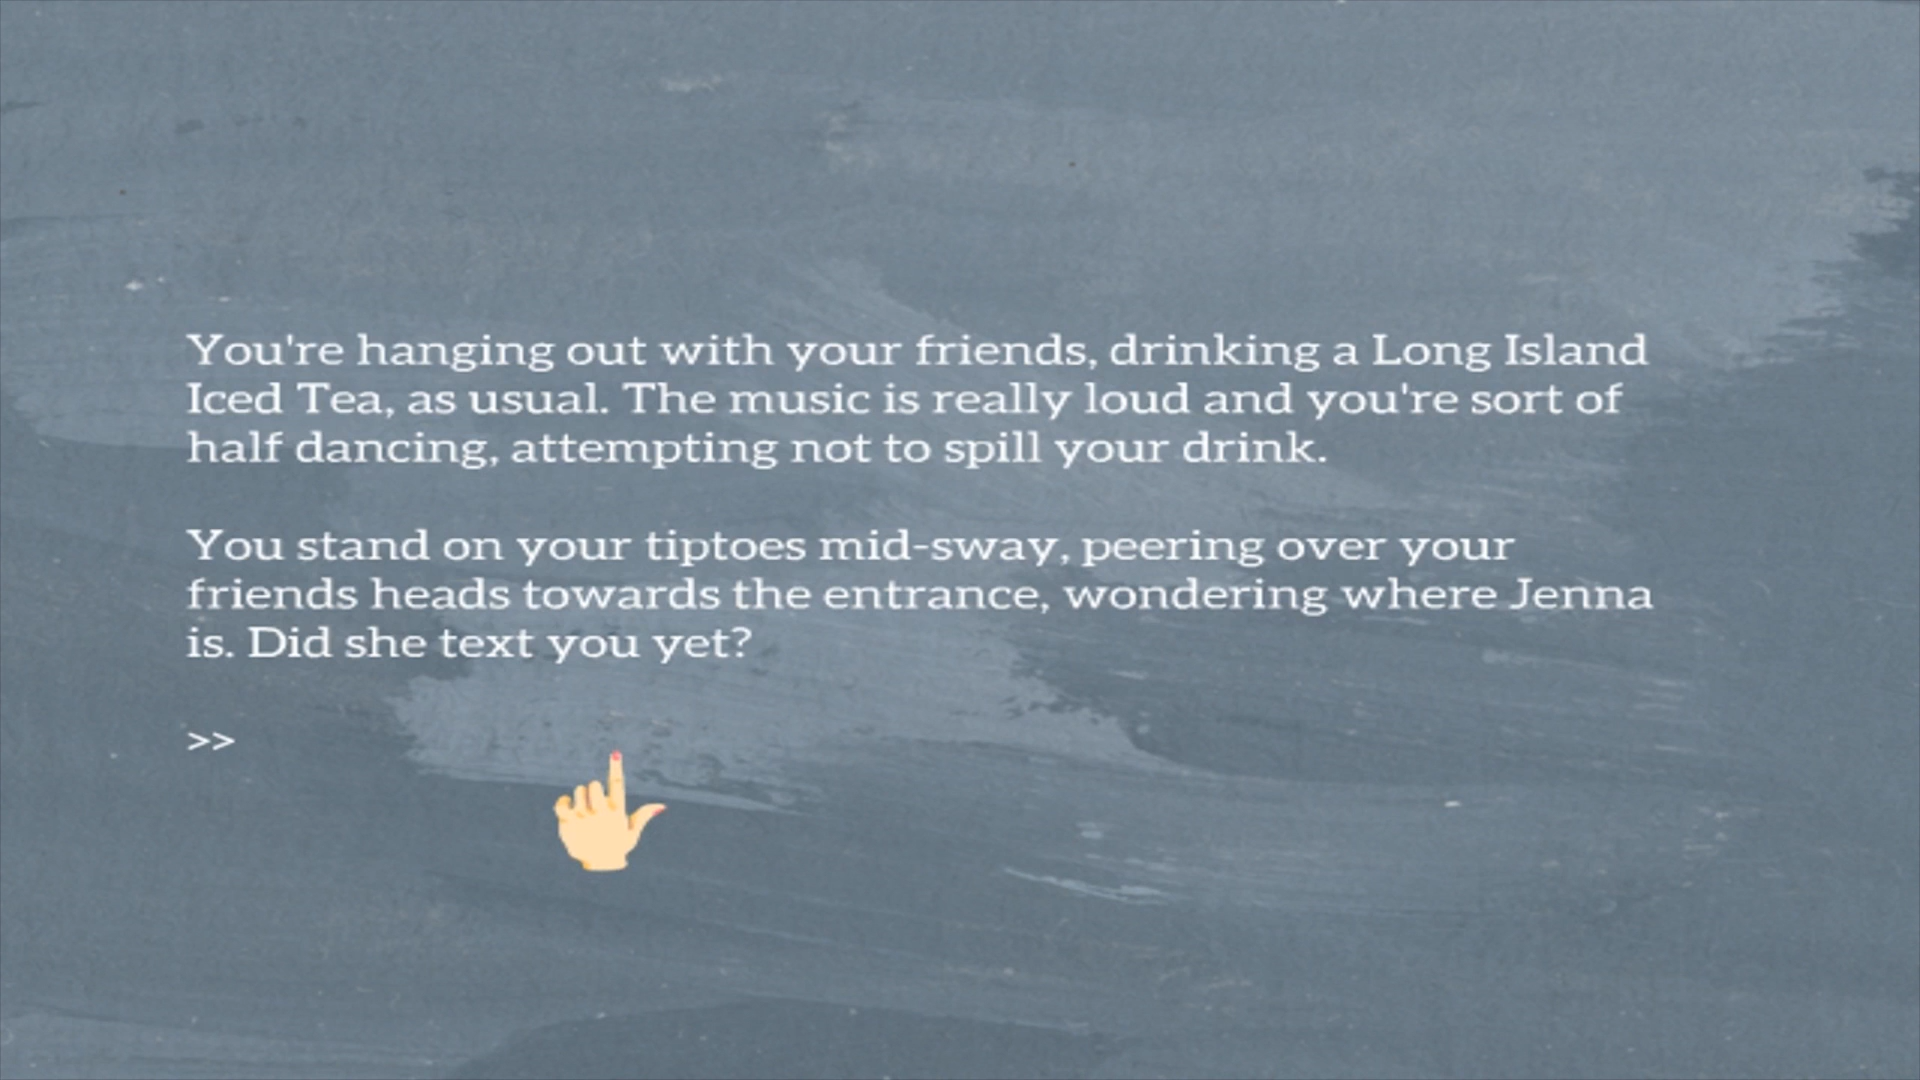 You're hanging out with your friends, drinking a Long Island
Iced Tea, as usual. The music is really loud and you're sort of
half dancing, attempting not to spill your drink.
You stand on your tiptoes mid-sway, peering over your
friends heads towards the entrance, wondering where Jenna
is. Did she text you yet?
>>